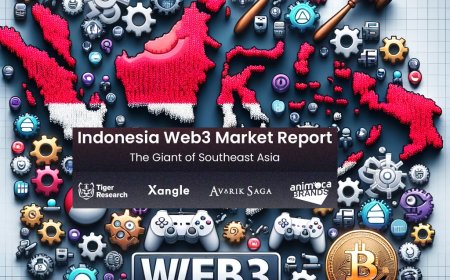 Indonesia Web3 Market Report
The Giant of Southeast Asia
Tiger Research
Xangle
AVARIK SAGA
animoca BRANDS
WEB3
B